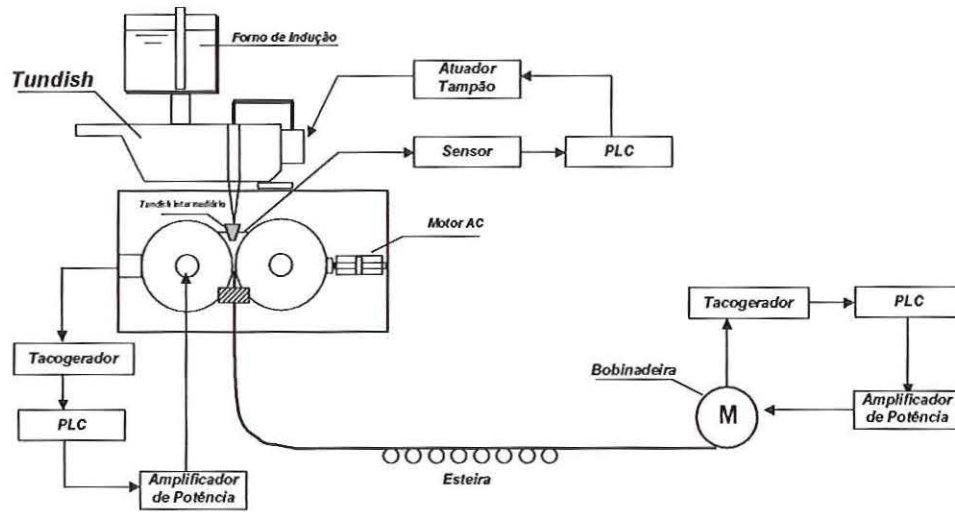 Forno de Indução
Tundish
Atuador
Tampão
Sensor
PLC
Tundish Intermediário
Motor AC
Tacogerador
PLC
Tacogerador
Bobinadeira
PLC
M
Amplificador
de Potência
Amplificador
de Potência
Esteira